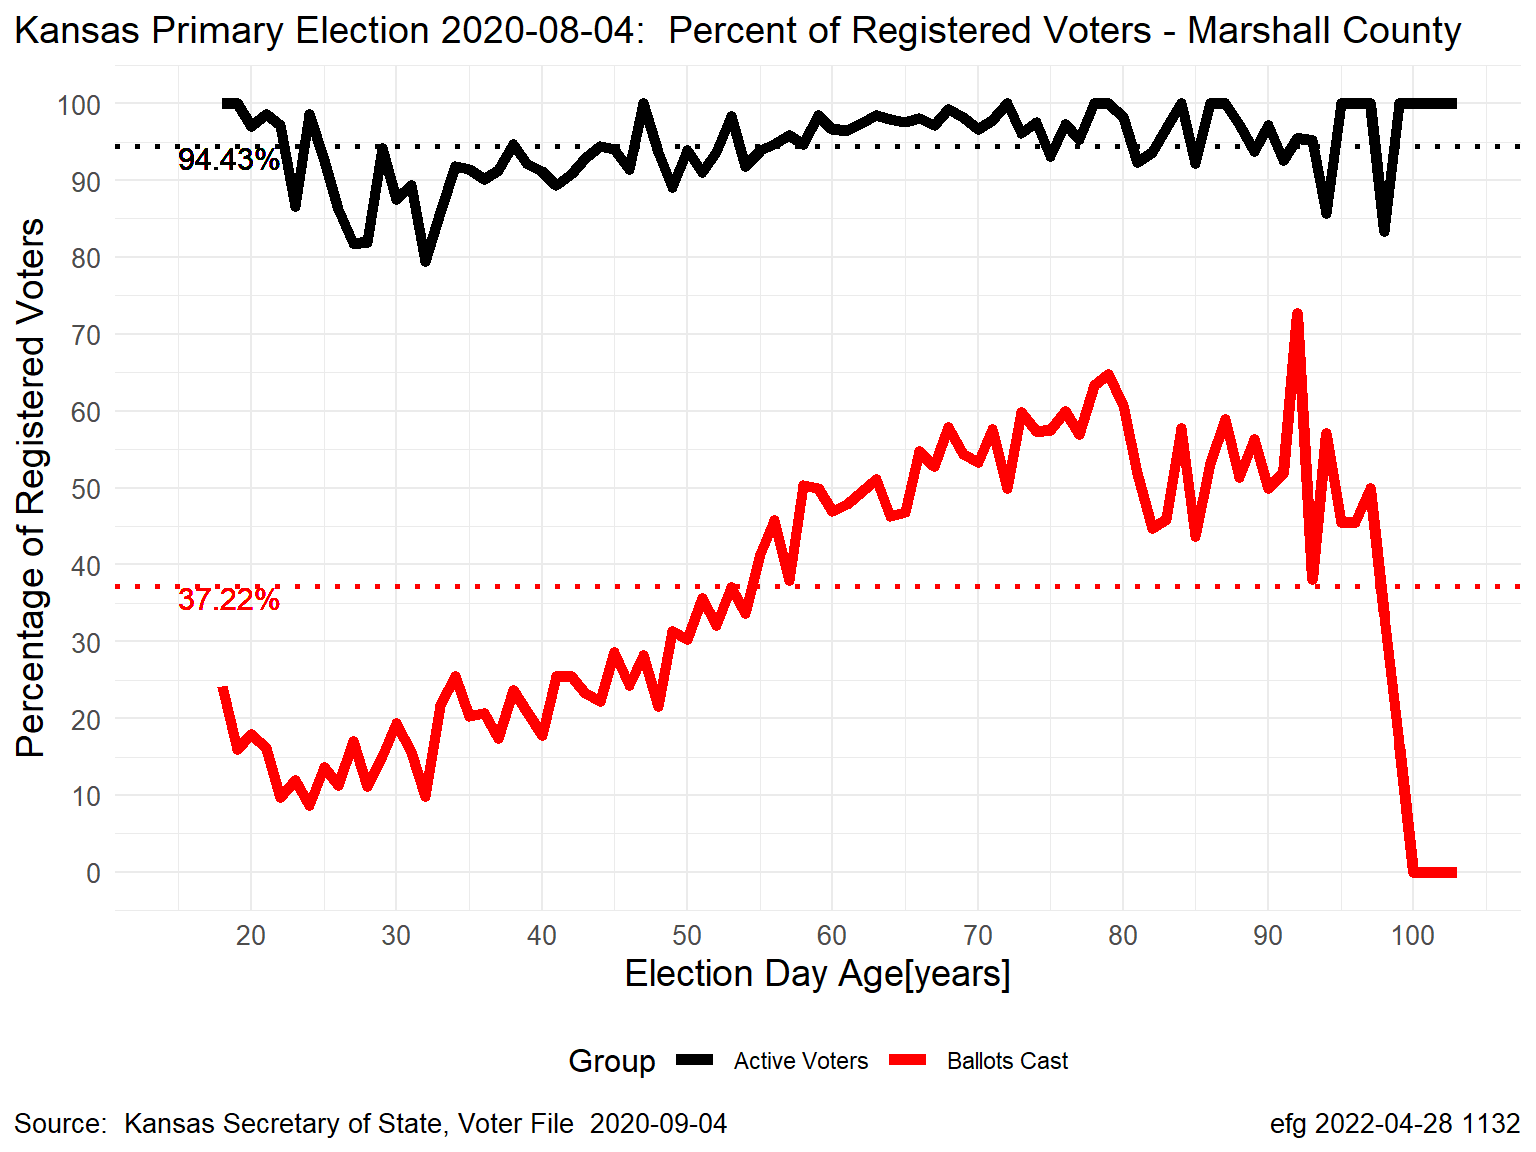 Kansas Primary Election 2020-08-04:  Percent of Registered Voters - Marshall County
Percentage of Registered Voters
100
90
80
70
60
50
40
30
20
10
0
94.43%
37.22%
20 30 40 50 60 70 80 90 100
Election Day Age[years]
Group Active Voters Ballots Cast
Source:  Kansas Secretary of State, Voter File  2020-09-04
efg 2022-04-28 1132